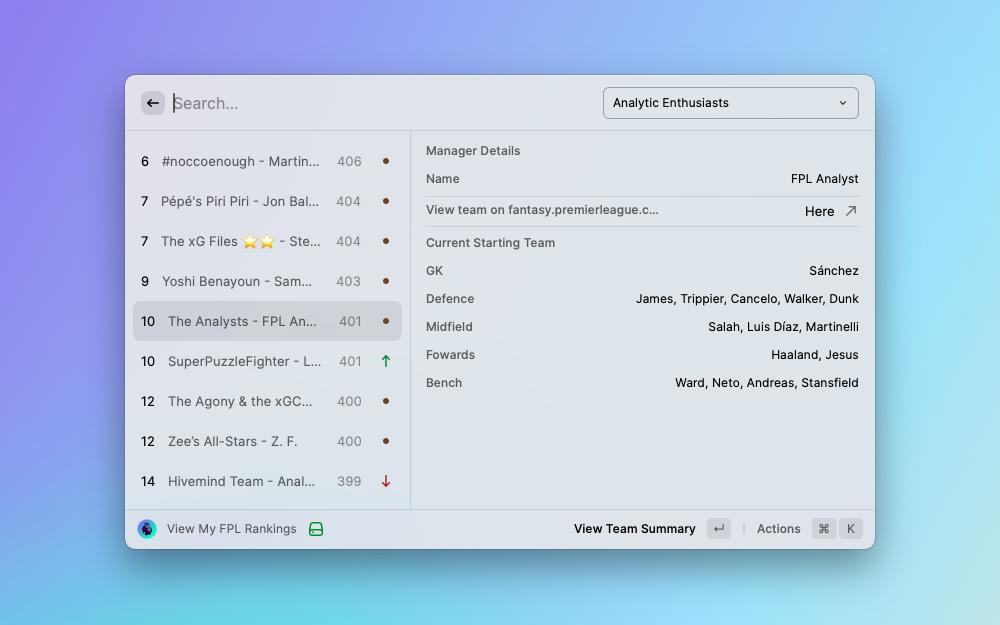 Search...
Analytic Enthusiasts
6 #noccoenough - Martin... 406
7 Pépé's Piri Piri - Jon Bal... 404
7 The xG Files ⭐⭐ - Ste... 404
9 Yoshi Benayoun - Sam... 403
10 The Analysts - FPL An... 401
10 SuperPuzzleFighter - L... 401
12 The Agony & the xGC... 400
12 Zee’s All-Stars - Z. F. 400
14 Hivemind Team - Anal... 399
Manager Details
Name FPL Analyst
View team on fantasy.premierleague.c... Here
Current Starting Team
GK Sánchez
Defence James, Trippier, Cancelo, Walker, Dunk
Midfield Salah, Luis Díaz, Martinelli
Fowards Haaland, Jesus
Bench Ward, Neto, Andreas, Stansfield
View My FPL Rankings
View Team Summary ↵ | Actions ⌘ K